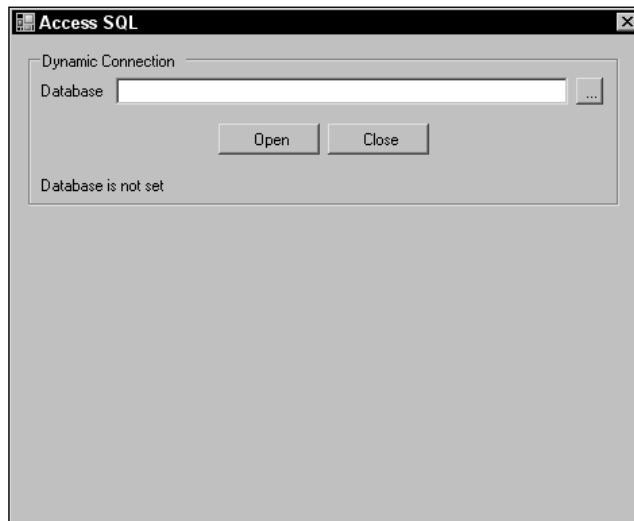 Access SQL
Dynamic Connection
Database ...
Open Close
Database is not set